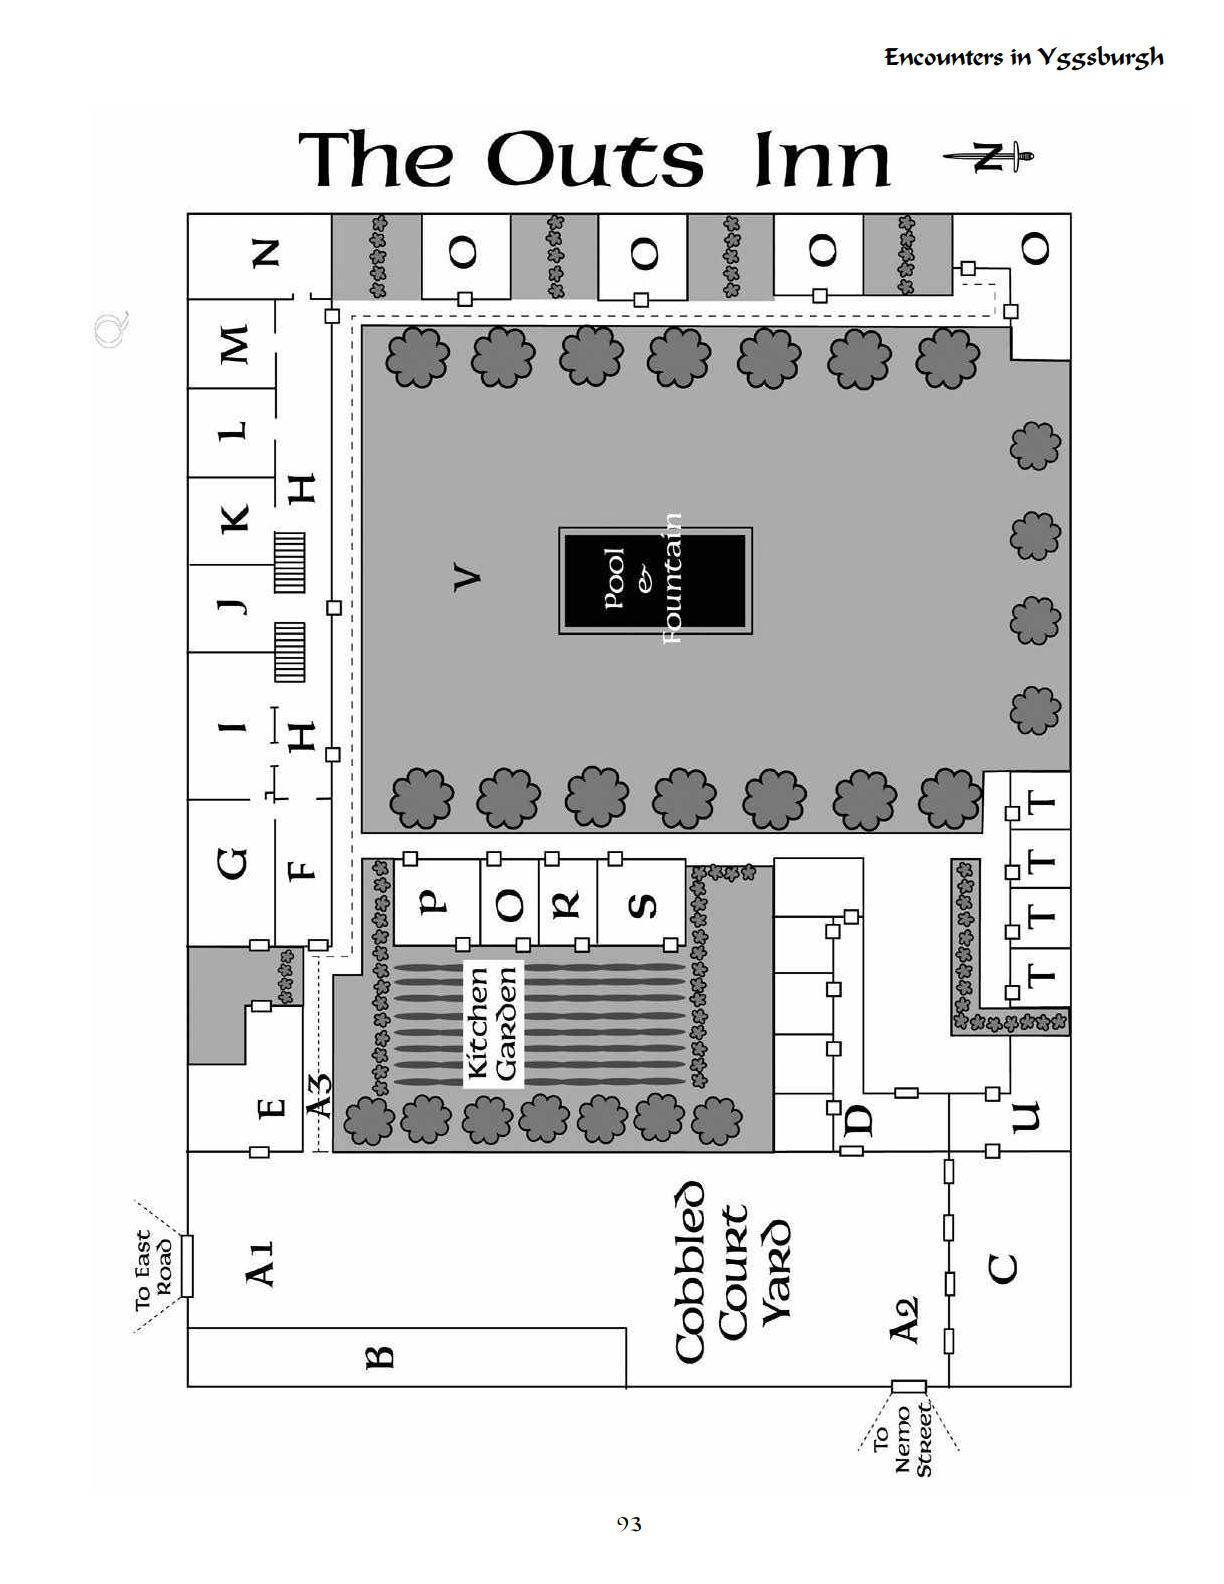 Encounters in Yggsburgh
The Outs Inn
N
N
O
O
O
O
Q
M
L
H
K
V
Pool
&
Fountain
J
I
H
G
F
T
T
T
T
P
O
R
S
Kitchen
Garden
E
A3
D
U
To East
Road
A1
Cobbled
Court
Yard
C
A2
B
To
Nemo
Street
93